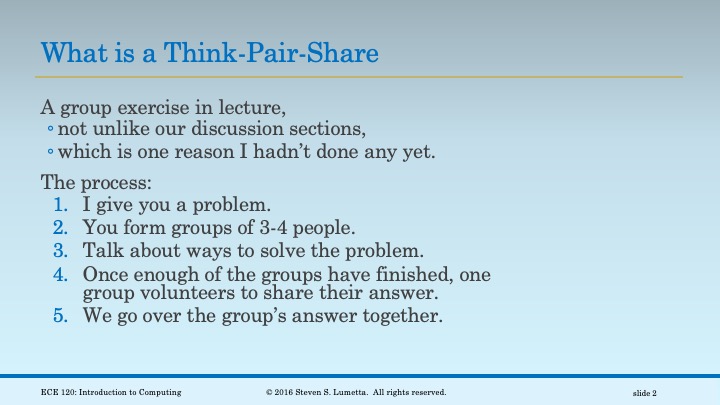 What is a Think-Pair-Share
A group exercise in lecture,
◦ not unlike our discussion sections,
◦ which is one reason I hadn't done any yet.
The process:
1. I give you a problem.
2. You form groups of 3-4 people.
3. Talk about ways to solve the problem.
4. Once enough of the groups have finished, one
group volunteers to share their answer.
5. We go over the group's answer together.
ECE 120: Introduction to Computing
© 2016 Steven S. Lumetta. All rights reserved.
slide 2